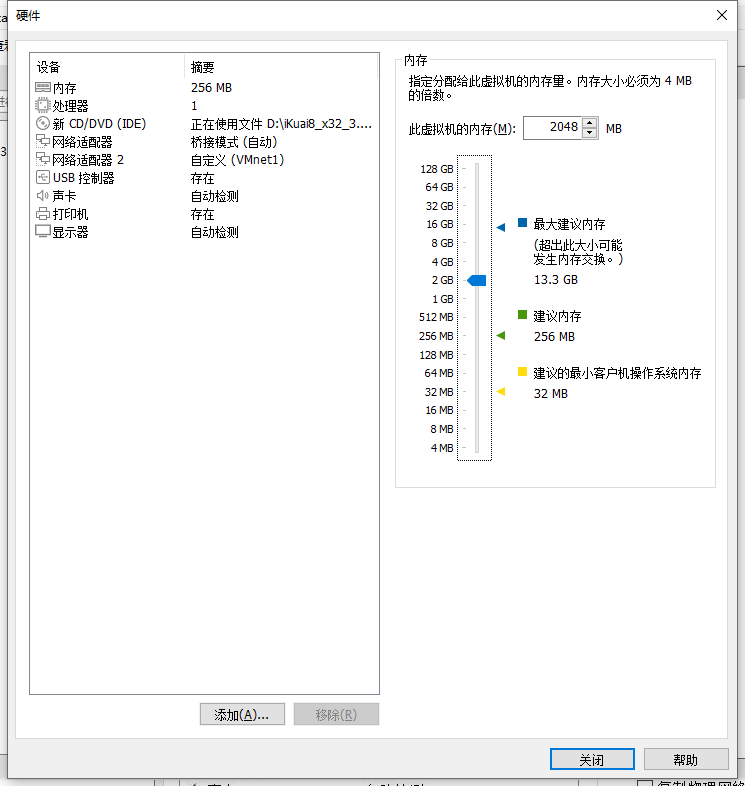 硬件
设备 摘要
内存 256 MB
处理器 1
新 CD/DVD (IDE) 正在使用文件 D:\iKuai8_x32_3....
网络适配器 桥接模式 (自动)
网络适配器 2 自定义 (VMnet1)
USB 控制器 存在
声卡 自动检测
打印机 存在
显示器 自动检测
添加(A)...
移除(R)
内存
指定分配给此虚拟机的内存量。内存大小必须为 4 MB
的倍数。
此虚拟机的内存(M): 2048 MB
128 GB
64 GB
32 GB
16 GB
8 GB
4 GB
2 GB
1 GB
512 MB
256 MB
128 MB
64 MB
32 MB
16 MB
8 MB
4 MB
最大建议内存
(超出此大小可能
发生内存交换。)
13.3 GB
建议内存
256 MB
建议的最小客户机操作系统内存
32 MB
关闭
帮助